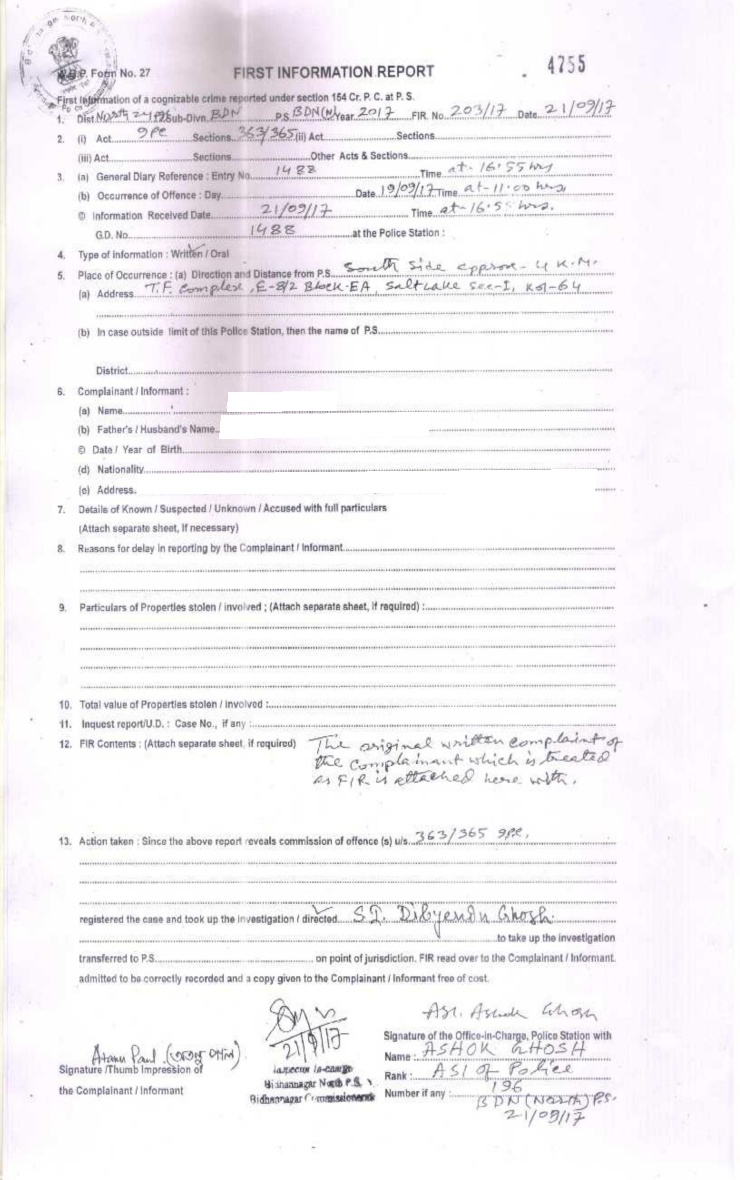 W.B.P. Form No. 27
FIRST INFORMATION REPORT
4755
First Information of a cognizable crime reported under section 154 Cr. P. C. at P. S.
1. Dist. North 24 Pgs Sub-Divn. BDN P.S. BDN(N) Year 2017 FIR No. 203/17 Date 21/09/17
2. (i) Act IPC Sections 363/365 (ii) Act Sections
(iii) Act Sections Other Acts & Sections
3. (a) General Diary Reference : Entry No. 1488 Time at- 16.55 hrs
(b) Occurrence of Offence : Day Date 19/09/17 Time at-11.00 hrs,
© Information Received Date 21/09/17 Time at-16.55 hrs.
G.D. No. 1488 at the Police Station :
4. Type of information : Written / Oral
5. Place of Occurrence : (a) Direction and Distance from P.S. South Side approx- 4 K.M.
(a) Address T.F. Complex, E-8/2 Block-EA, Saltlake Sec-I, Kol-64
(b) In case outside limit of this Police Station, then the name of P.S.
District
6. Complainant / Informant :
(a) Name
(b) Father's / Husband's Name
© Date / Year of Birth
(d) Nationality
(e) Address.
7. Details of Known / Suspected / Unknown / Accused with full particulars
(Attach separate sheet, If necessary)
8. Reasons for delay in reporting by the Complainant / Informant
9. Particulars of Properties stolen / involved ; (Attach separate sheet, if required) :
10. Total value of Properties stolen / involved :
11. Inquest report/U.D. : Case No., if any :
12. FIR Contents : (Attach separate sheet, if required) The original written complaint of
the complainant which is treated
as FIR is attached here with.
13. Action taken : Since the above report reveals commission of offence (s) u/s. 363/365 IPC.
registered the case and took up the investigation / directed S.I. Dibyendu Ghosh.
to take up the investigation
transferred to P.S. on point of jurisdiction. FIR read over to the Complainant / Informant.
admitted to be correctly recorded and a copy given to the Complainant / Informant free of cost.
ASI. Ashok Ghosh
21/9/17
Signature of the Office-in-Charge, Police Station with
Atanu Paul (অতনু পাল)
Name : ASHOK GHOSH
Signature /Thumb Impression of
Inspector In-charge
Rank : ASI of Police
the Complainant / Informant
Bidhannagar North P.S.
Number if any : 196
Bidhannagar Commissionerate
BDN (North) P.S.
21/09/17